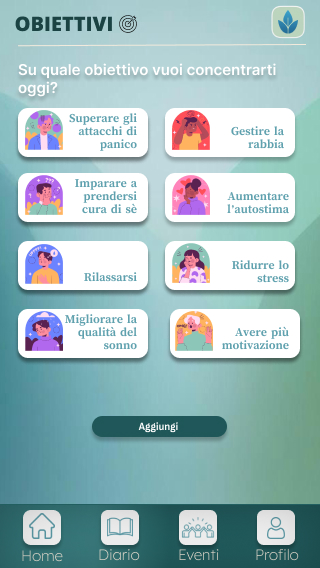 OBIETTIVI
Su quale obiettivo vuoi concentrarti
oggi?
Superare gli
attacchi di
panico
Gestire la
rabbia
Imparare a
prendersi
cura di sè
Aumentare
l'autostima
Rilassarsi
Ridurre lo
stress
Migliorare la
qualità del
sonno
Avere più
motivazione
Aggiungi
Home
Diario
Eventi
Profilo